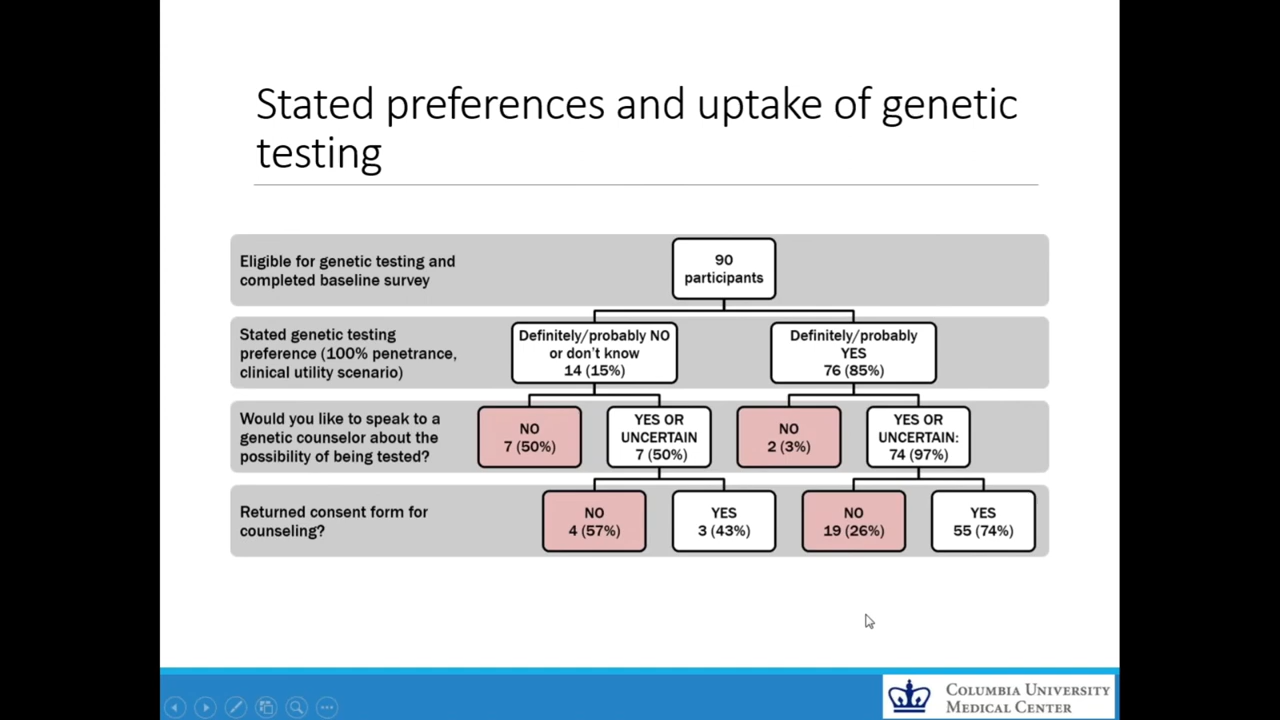 Stated preferences and uptake of genetic
testing
Eligible for genetic testing and
completed baseline survey
90
participants
Stated genetic testing
preference (100% penetrance,
clinical utility scenario)
Definitely/probably NO
or don't know
14 (15%)
Definitely/probably
YES
76 (85%)
Would you like to speak to a
genetic counselor about the
possibility of being tested?
NO
7 (50%)
YES OR
UNCERTAIN
7 (50%)
NO
2 (3%)
YES OR
UNCERTAIN:
74 (97%)
Returned consent form for
counseling?
NO
4 (57%)
YES
3 (43%)
NO
19 (26%)
YES
55 (74%)
COLUMBIA UNIVERSITY
MEDICAL CENTER